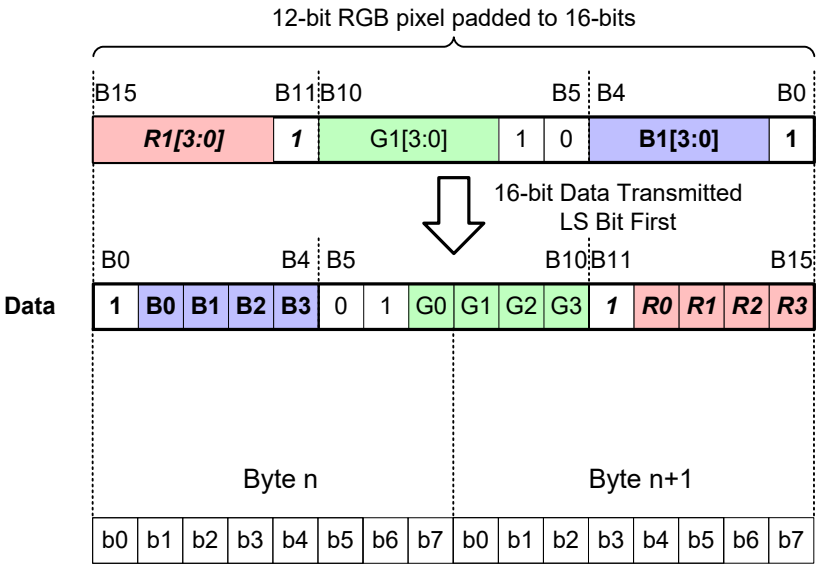 12-bit RGB pixel padded to 16-bits
B15 B11 B10 B5 B4 B0
R1[3:0] 1 G1[3:0] 1 0 B1[3:0] 1
16-bit Data Transmitted
LS Bit First
B0 B4 B5 B10 B11 B15
Data 1 B0 B1 B2 B3 0 1 G0 G1 G2 G3 1 R0 R1 R2 R3
Byte n Byte n+1
b0 b1 b2 b3 b4 b5 b6 b7 b0 b1 b2 b3 b4 b5 b6 b7